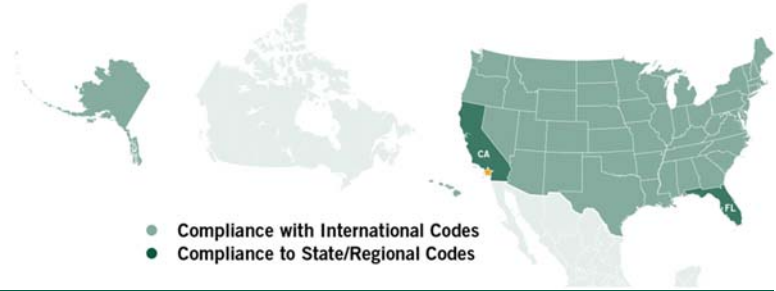 CA
FL
Compliance with International Codes
Compliance to State/Regional Codes